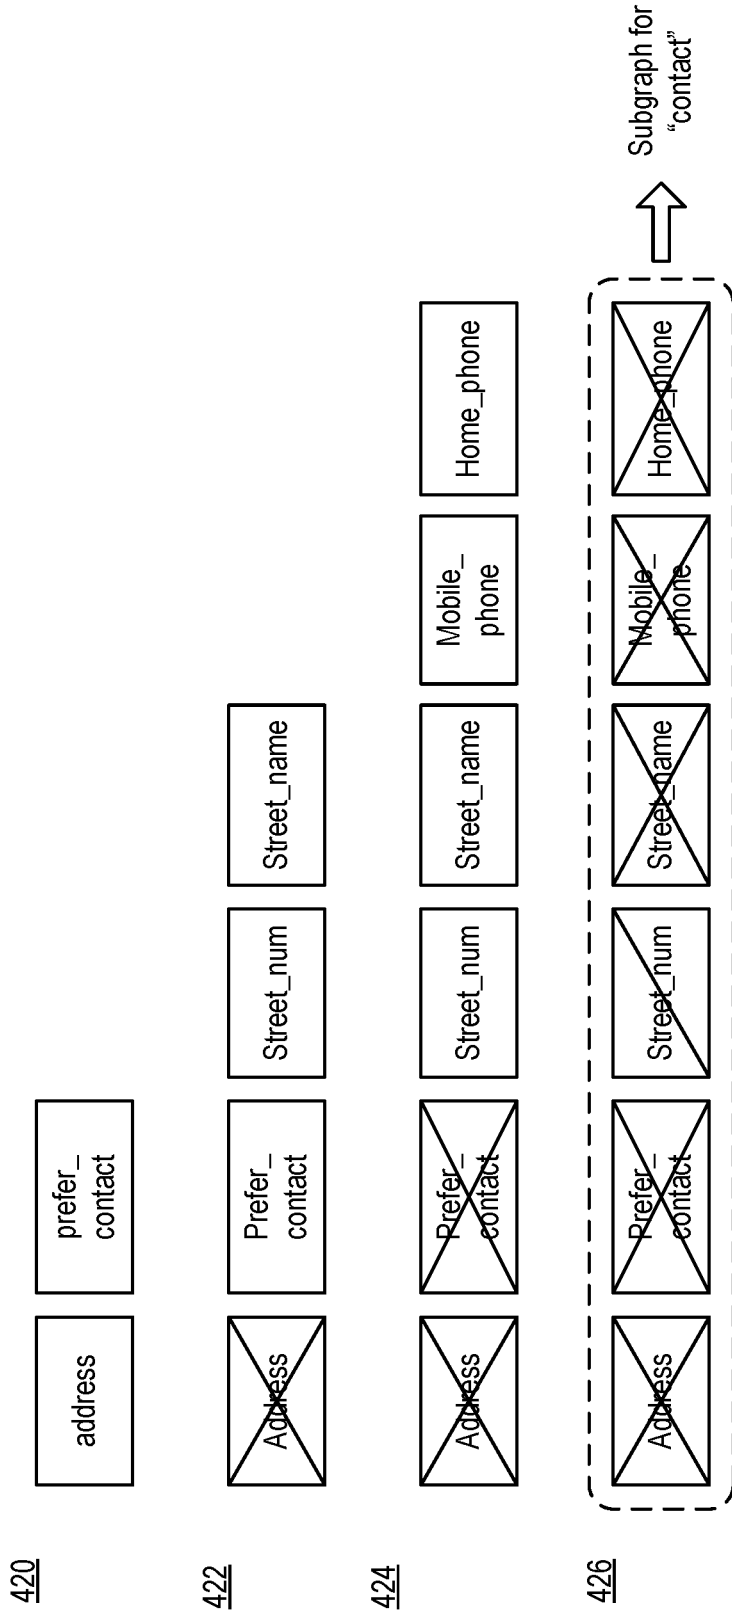 420
address
prefer_
contact
422
Address
Prefer_
contact
Street_num
Street_name
424
Address
Prefer_
contact
Street_num
Street_name
Mobile_
phone
Home_phone
426
Address
Prefer_
contact
Street_num
Street_name
Mobile_
phone
Home_phone
Subgraph for
“contact”